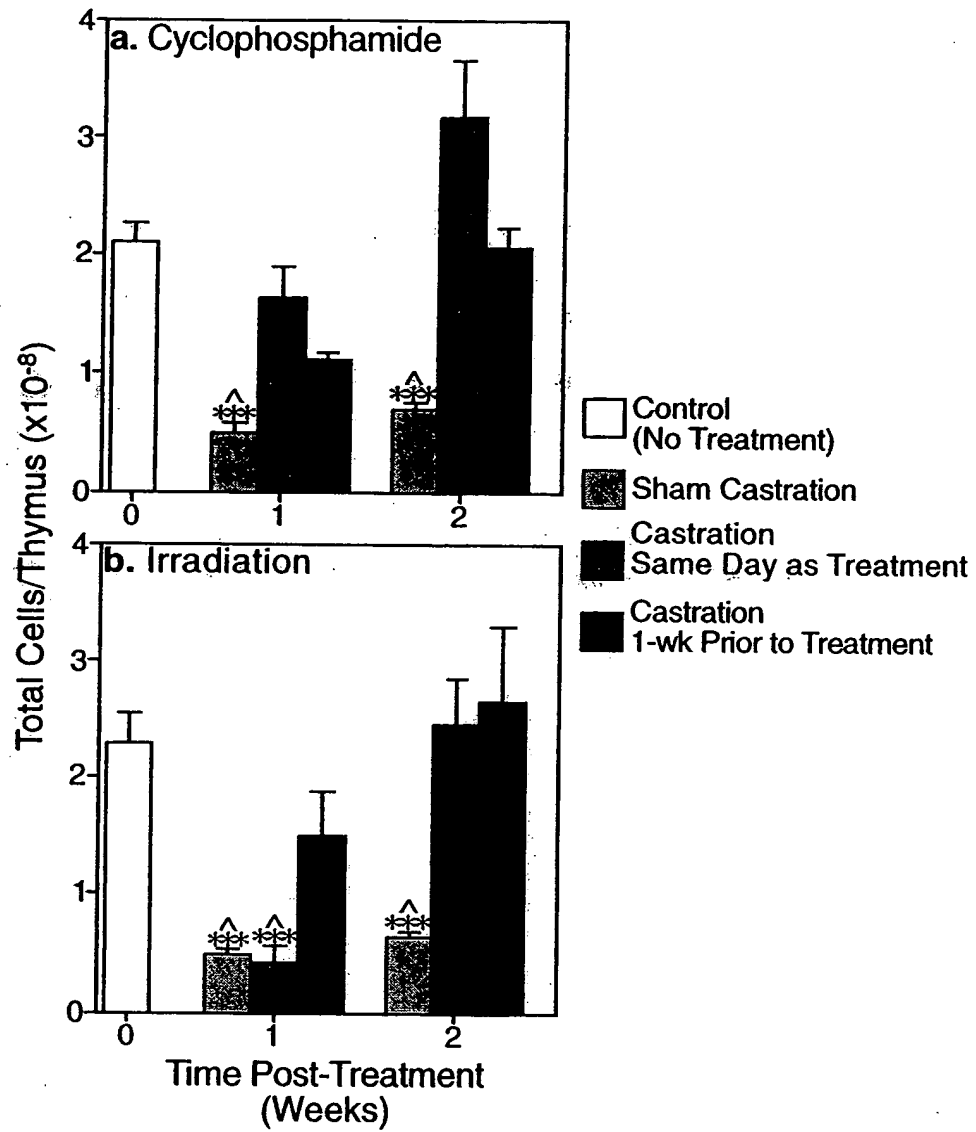 4
a. Cyclophosphamide
3
2
1
^
***
^
***
0
0
1
2
Total Cells/Thymus (x10-8)
Control
(No Treatment)
Sham Castration
Castration
Same Day as Treatment
Castration
1-wk Prior to Treatment
4
b. Irradiation
3
2
1
^ ^
*** ***
^
***
0
0
1
2
Time Post-Treatment
(Weeks)